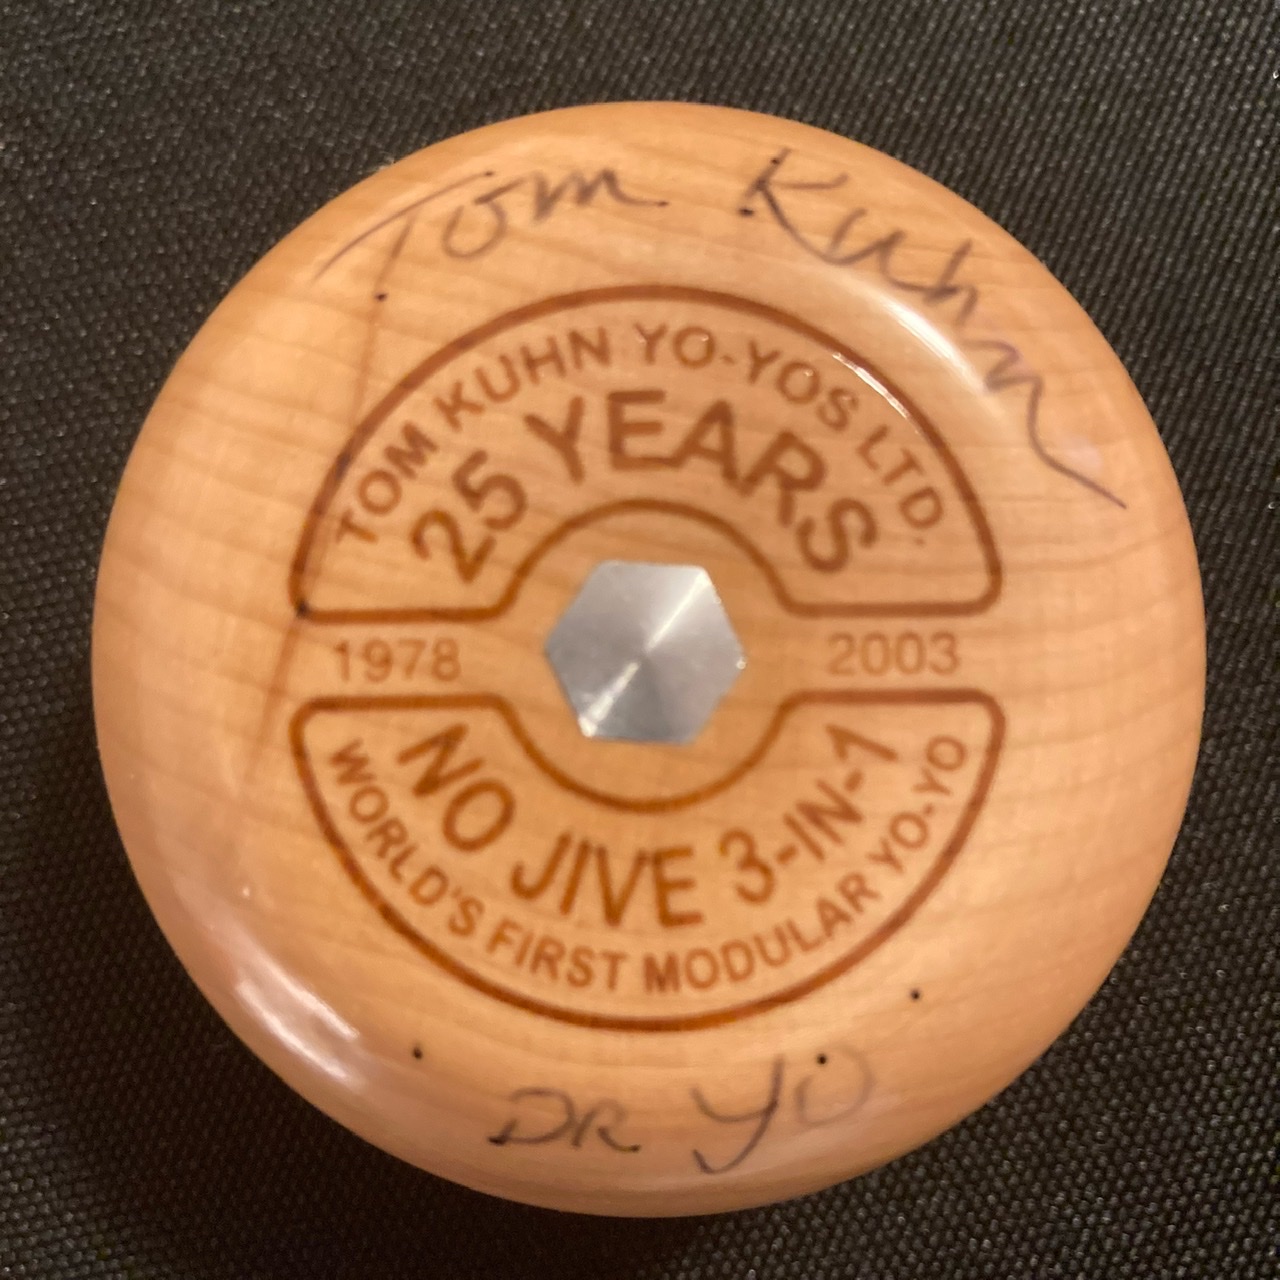 Tom Kuhn
TOM KUHN YO-YOS LTD.
25 YEARS
1978 2003
NO JIVE 3-IN-1
WORLD'S FIRST MODULAR YO-YO
DR YO